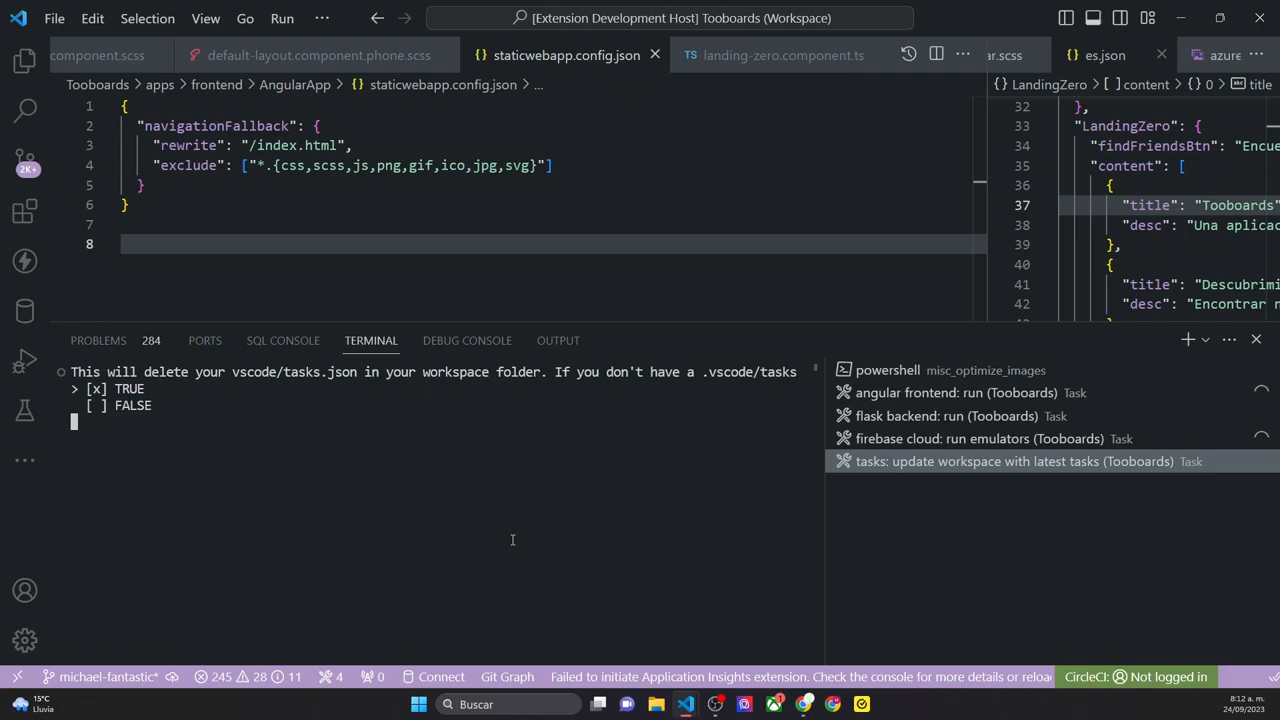 File Edit Selection View Go Run ··· [Extension Development Host] Tooboards (Workspace)
component.scss default-layout.component.phone.scss {} staticwebapp.config.json TS landing-zero.component.ts ar.scss {} es.json azure ···
Tooboards > apps > frontend > AngularApp > {} staticwebapp.config.json > ... {} LandingZero > [ ] content > {} 0 > abc title
1 {
2 "navigationFallback": {
3 "rewrite": "/index.html",
4 "exclude": ["*.{css,scss,js,png,gif,ico,jpg,svg}"]
5 }
6 }
7
8
32 },
33 "LandingZero": {
34 "findFriendsBtn": "Encue
35 "content": [
36 {
37 "title": "Tooboards"
38 "desc": "Una aplicac
39 },
40 {
41 "title": "Descubrimi
42 "desc": "Encontrar
2K+
PROBLEMS 284 PORTS SQL CONSOLE TERMINAL DEBUG CONSOLE OUTPUT
This will delete your vscode/tasks.json in your workspace folder. If you don't have a .vscode/tasks
> [x] TRUE
[ ] FALSE
powershell misc_optimize_images
angular frontend: run (Tooboards) Task
flask backend: run (Tooboards) Task
firebase cloud: run emulators (Tooboards) Task
tasks: update workspace with latest tasks (Tooboards) Task
michael-fantastic* 245 28 11 4 0 Connect Git Graph Failed to initiate Application Insights extension. Check the console for more details or reloa CircleCI: Not logged in
15°C
Lluvia
Buscar
1
8:12 a. m.
24/09/2023